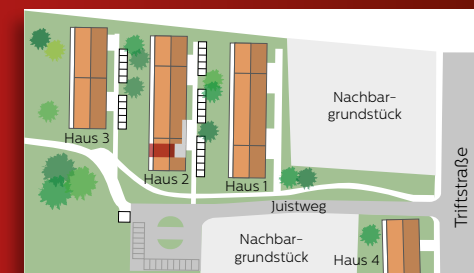 Nachbar-
grundstück
Haus 3
Haus 2
Haus 1
Juistweg
Triftstraße
Nachbar-
grundstück
Haus 4